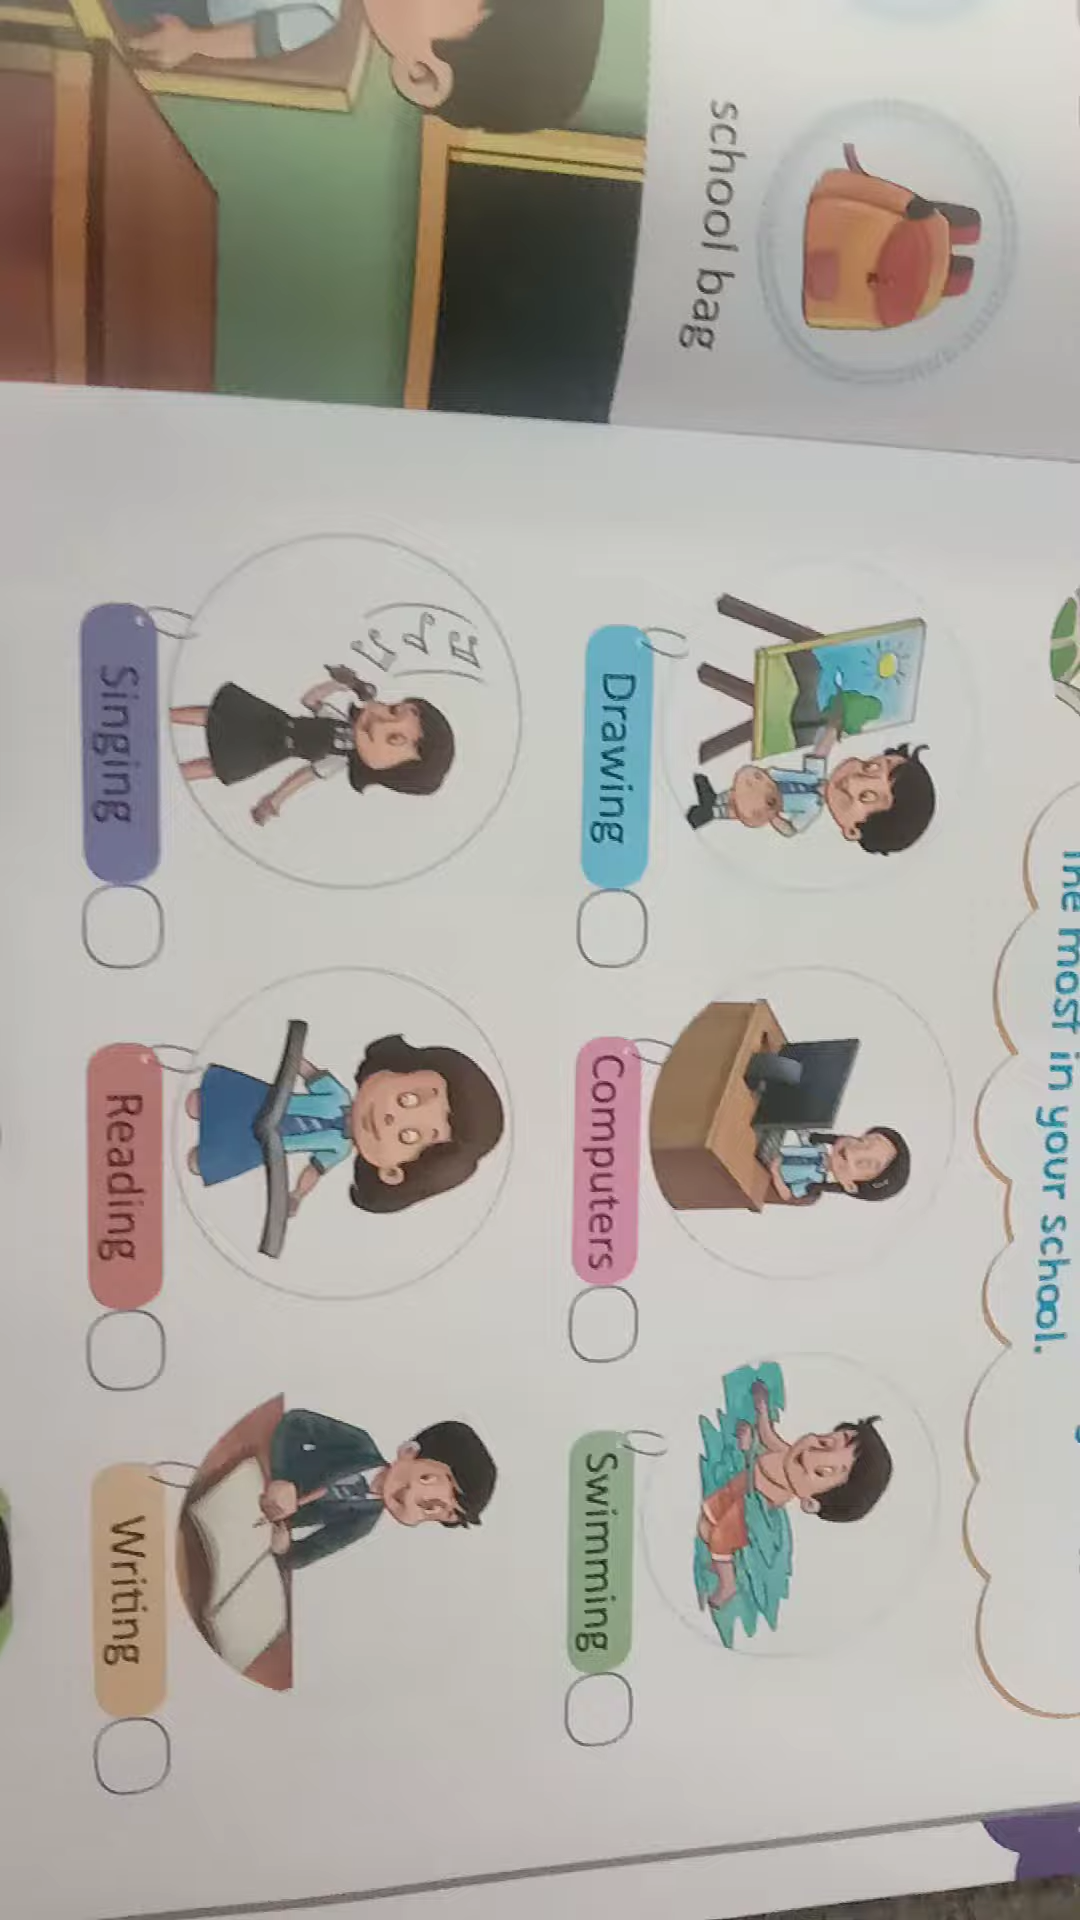 school bag
the most in your school.
Drawing
Computers
Swimming
Singing
Reading
Writing